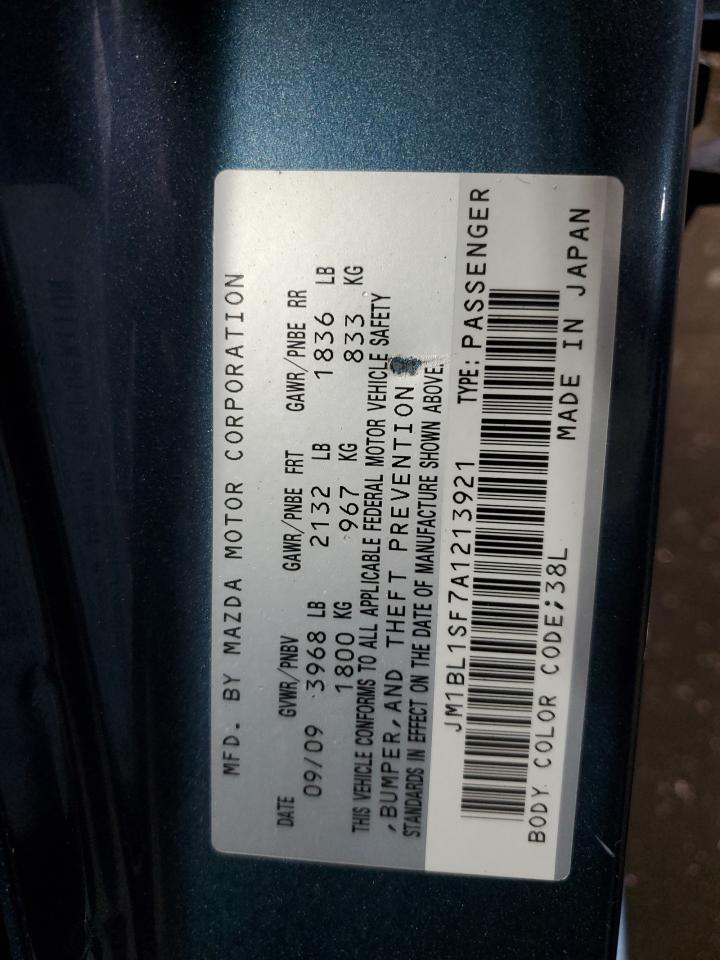 MFD. BY MAZDA MOTOR CORPORATION
DATE GVWR/PNBV GAWR/PNBE FRT GAWR/PNBE RR
09/09 3968 LB 2132 LB 1836 LB
1800 KG 967 KG 833 KG
THIS VEHICLE CONFORMS TO ALL APPLICABLE FEDERAL MOTOR VEHICLE SAFETY
,BUMPER,AND THEFT PREVENTION
STANDARDS IN EFFECT ON THE DATE OF MANUFACTURE SHOWN ABOVE.
JM1BL1SF7A1213921 TYPE: PASSENGER
BODY COLOR CODE;38L MADE IN JAPAN